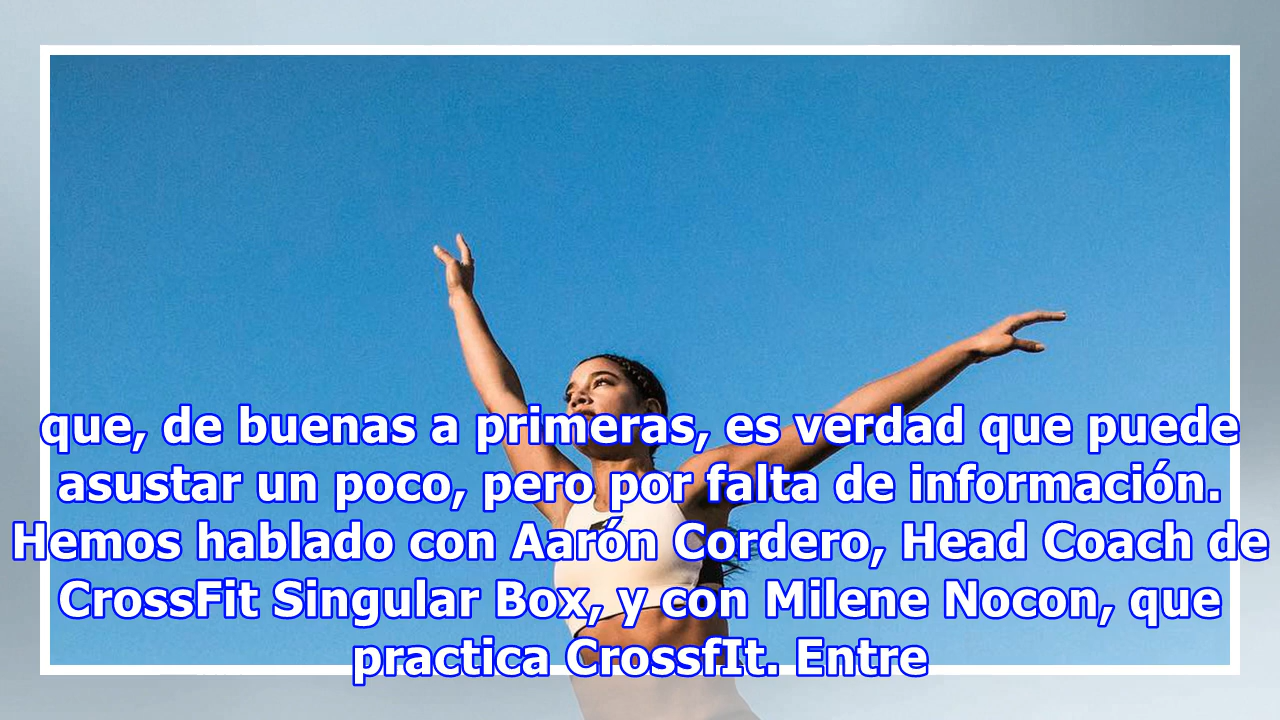 que, de buenas a primeras, es verdad que puede
asustar un poco, pero por falta de información.
Hemos hablado con Aarón Cordero, Head Coach de
CrossFit Singular Box, y con Milene Nocon, que
practica CrossfIt. Entre